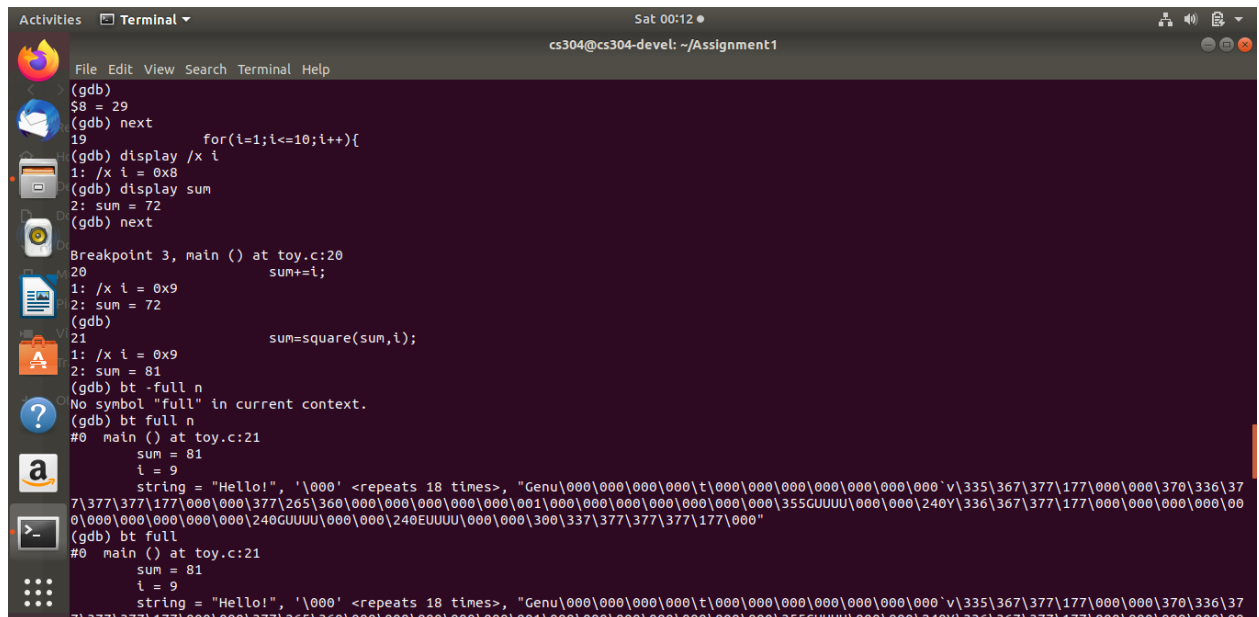 Activities Terminal Sat 00:12
cs304@cs304-devel: ~/Assignment1
File Edit View Search Terminal Help
(gdb)
$8 = 29
(gdb) next
19 for(i=1;i<=10;i++){
(gdb) display /x i
1: /x i = 0x8
(gdb) display sum
2: sum = 72
(gdb) next
Breakpoint 3, main () at toy.c:20
20 sum+=i;
1: /x i = 0x9
2: sum = 72
(gdb)
21 sum=square(sum,i);
1: /x i = 0x9
2: sum = 81
(gdb) bt -full n
No symbol "full" in current context.
(gdb) bt full n
#0 main () at toy.c:21
sum = 81
i = 9
string = "Hello!", '\000' <repeats 18 times>, "Genu\000\000\000\000\t\000\000\000\000\000\000\000`v\335\367\377\177\000\000\370\336\37
7\377\377\177\000\000\377\265\360\000\000\000\000\000\001\000\000\000\000\000\000\000\355GUUUU\000\000\240Y\336\367\377\177\000\000\000\000\00
0\000\000\000\000\000\240GUUUU\000\000\240EUUUU\000\000\300\337\377\377\377\177\000"
(gdb) bt full
#0 main () at toy.c:21
sum = 81
i = 9
string = "Hello!", '\000' <repeats 18 times>, "Genu\000\000\000\000\t\000\000\000\000\000\000\000`v\335\367\377\177\000\000\370\336\37